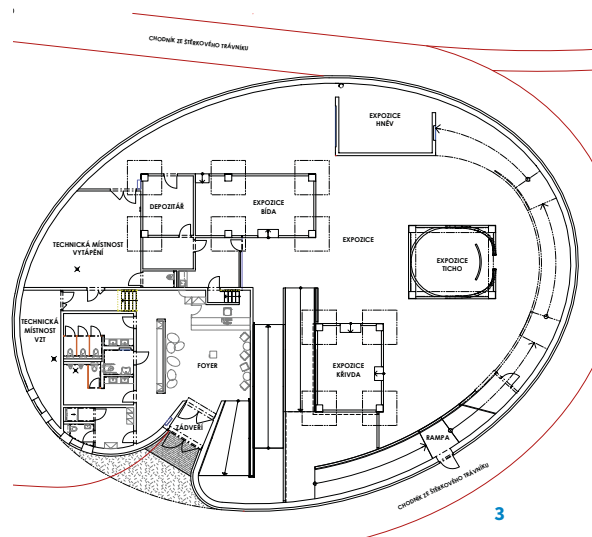 CHODNÍK ZE ŠTĚRKOVÉHO TRÁVNÍKU
EXPOZICE
HNĚV
DEPOZITÁŘ
EXPOZICE
BÍDA
TECHNICKÁ MÍSTNOST
VYTÁPĚNÍ
EXPOZICE
EXPOZICE
TICHO
TECHNICKÁ
MÍSTNOST
VZT
FOYER
EXPOZICE
KŘIVDA
ZÁDVEŘÍ
RAMPA
CHODNÍK ZE ŠTĚRKOVÉHO TRÁVNÍKU
3